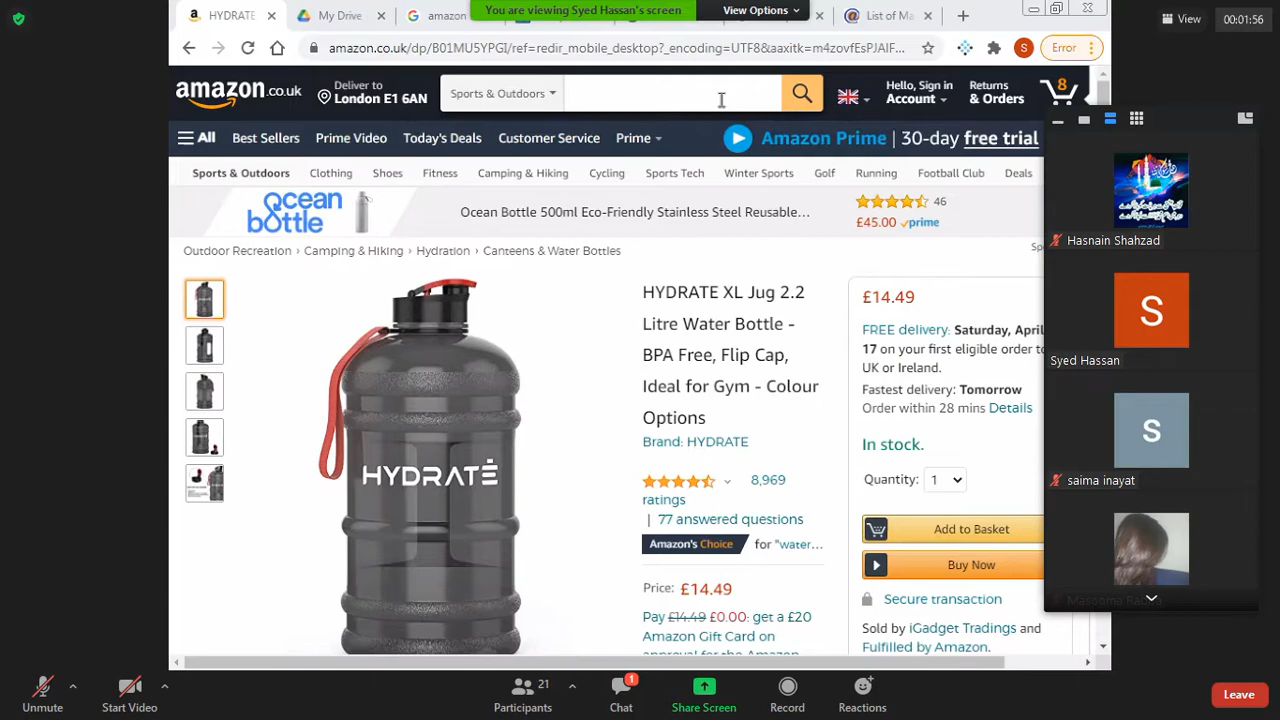 HYDRATE
My Drive
amazon
You are viewing Syed Hassan's screen
View Options
List of Ma
View
00:01:56
amazon.co.uk/dp/B01MU5YPGI/ref=redir_mobile_desktop?_encoding=UTF8&aaxitk=m4zovfEsPJAIF...
S
Error
amazon.co.uk
Deliver to
London E1 6AN
Sports & Outdoors
Hello, Sign in
Account
Returns
& Orders
8
All
Best Sellers
Prime Video
Today's Deals
Customer Service
Prime
Amazon Prime | 30-day free trial
Sports & Outdoors
Clothing
Shoes
Fitness
Camping & Hiking
Cycling
Sports Tech
Winter Sports
Golf
Running
Football Club
Deals
ocean
bottle
Ocean Bottle 500ml Eco-Friendly Stainless Steel Reusable...
46
£45.00 prime
Outdoor Recreation › Camping & Hiking › Hydration › Canteens & Water Bottles
Sp
HYDRATE
HYDRATE XL Jug 2.2
Litre Water Bottle -
BPA Free, Flip Cap,
Ideal for Gym - Colour
Options
Brand: HYDRATE
8,969
ratings
| 77 answered questions
Amazon's Choice for "water...
Price: £14.49
Pay £14.49 £0.00: get a £20
Amazon Gift Card on
approval for the Amazon
£14.49
FREE delivery: Saturday, April
17 on your first eligible order to
UK or Ireland.
Fastest delivery: Tomorrow
Order within 28 mins Details
In stock.
Quantity: 1
Add to Basket
Buy Now
Secure transaction
Sold by iGadget Tradings and
Fulfilled by Amazon.
Hasnain Shahzad
S
Syed Hassan
s
saima inayat
Unmute
Start Video
21
Participants
1
Chat
Share Screen
Record
Reactions
Leave